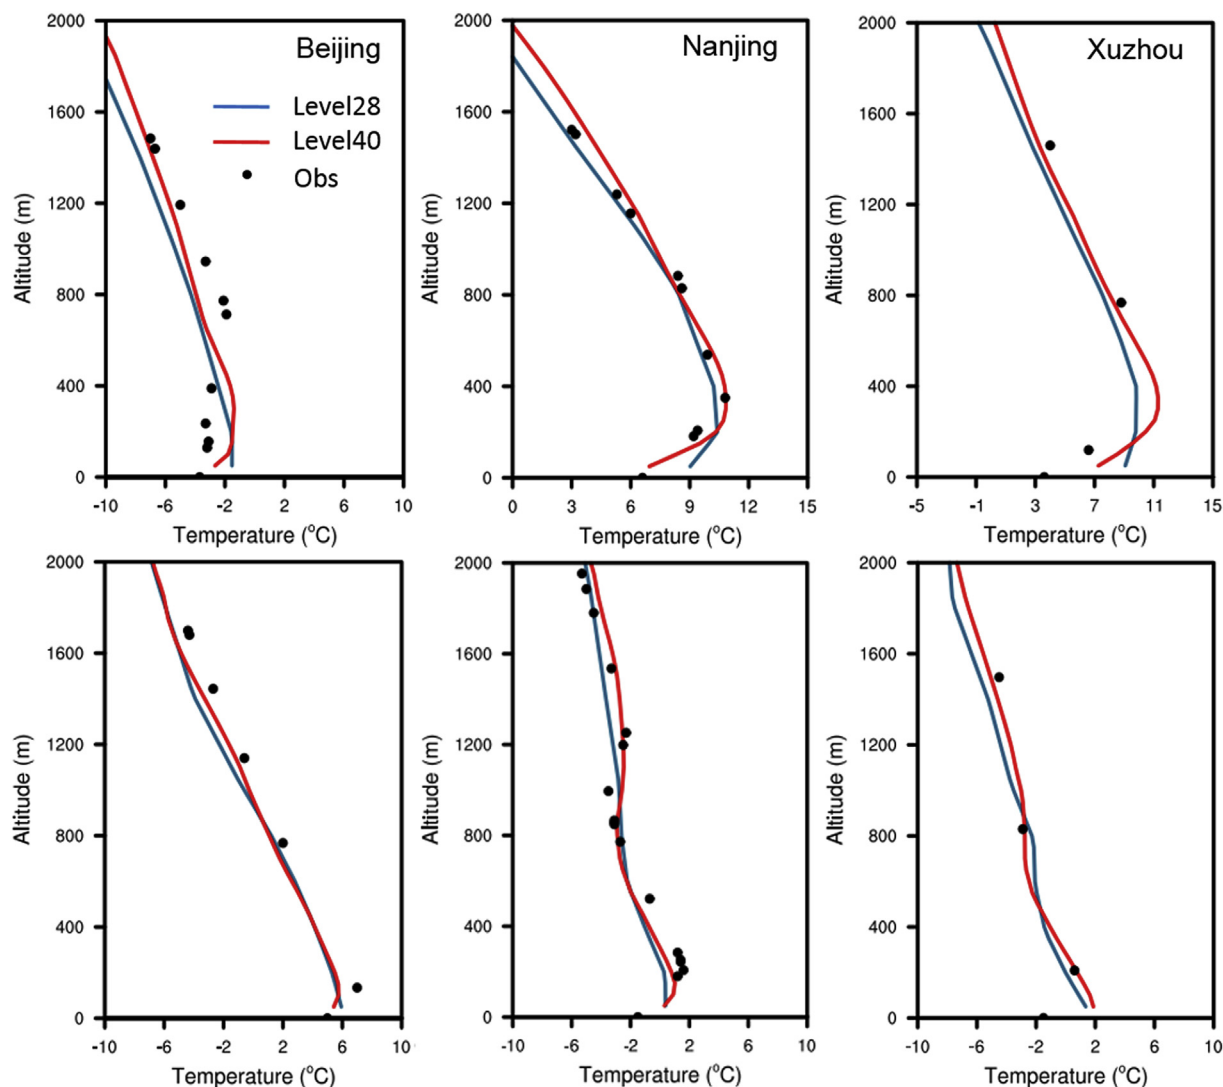 Beijing
Level28
Level40
Obs
2000
1600
1200
800
400
0
Altitude (m)
-10 -6 -2 2 6 10
Temperature (°C)
Nanjing
2000
1600
1200
800
400
0
Altitude (m)
0 3 6 9 12 15
Temperature (°C)
Xuzhou
2000
1600
1200
800
400
0
Altitude (m)
-5 -1 3 7 11 15
Temperature (°C)
2000
1600
1200
800
400
0
Altitude (m)
-10 -6 -2 2 6 10
Temperature (°C)
2000
1600
1200
800
400
0
Altitude (m)
-10 -6 -2 2 6 10
Temperature (°C)
2000
1600
1200
800
400
0
Altitude (m)
-10 -6 -2 2 6 10
Temperature (°C)